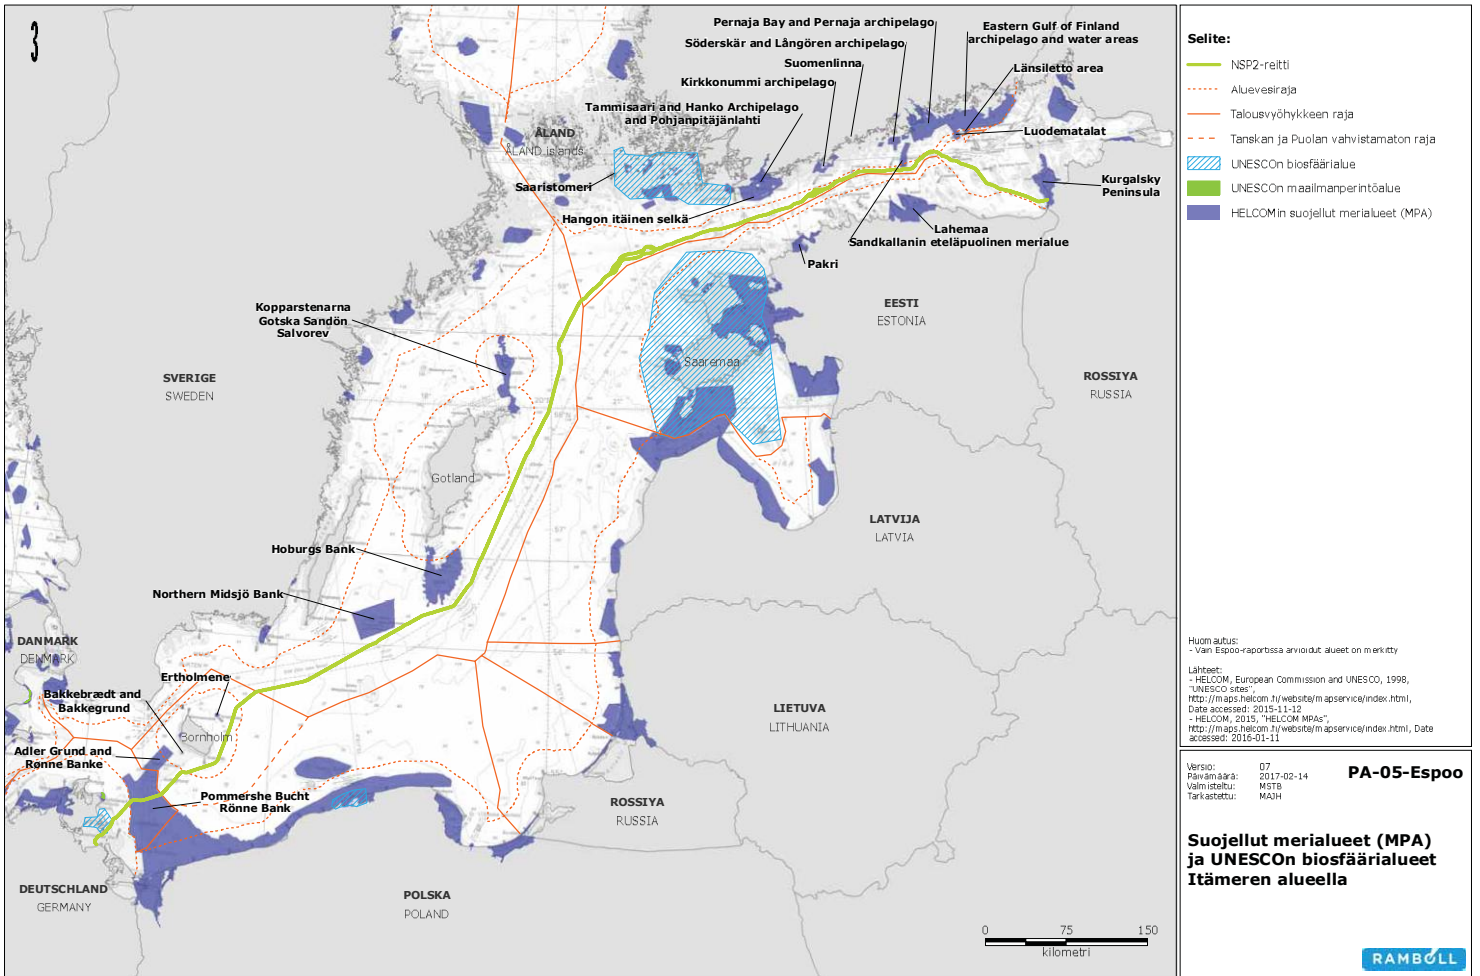 3
Pernaja Bay and Pernaja archipelago
Söderskär and Långören archipelago
Suomenlinna
Kirkkonummi archipelago
Tammisaari and Hanko Archipelago
and Pohjanpitäjänlahti
Eastern Gulf of Finland
archipelago and water areas
Länsiletto area
Luodematalat
Kurgalsky
Peninsula
ÅLAND
ÅLAND islands
Saaristomeri
Hangon itäinen selkä
Lahemaa
Sandkallanin eteläpuolinen merialue
Pakri
EESTI
ESTONIA
Kopparstenarna
Gotska Sandön
Salvorev
Saaremaa
SVERIGE
SWEDEN
ROSSIYA
RUSSIA
Gotland
LATVIJA
LATVIA
Hoburgs Bank
Northern Midsjö Bank
DANMARK
DENMARK
Ertholmene
Bakkebrædt and
Bakkegrund
Bornholm
LIETUVA
LITHUANIA
Adler Grund and
Rønne Banke
Pommershe Bucht
Rönne Bank
ROSSIYA
RUSSIA
DEUTSCHLAND
GERMANY
POLSKA
POLAND
0 75 150
kilometri
Selite:
NSP2-reitti
Aluevesiraja
Talousvyöhykkeen raja
Tanskan ja Puolan vahvistamaton raja
UNESCOn biosfäärialue
UNESCOn maailmanperintöalue
HELCOMin suojellut merialueet (MPA)
Huomautus:
- Vain Espoo-raportissa arvioidut alueet on merkitty
Lähteet:
- HELCOM, European Commission and UNESCO, 1998,
"UNESCO sites",
http://maps.helcom.fi/website/mapservice/index.html,
Date accessed: 2015-11-12
- HELCOM, 2015, "HELCOM MPAs",
http://maps.helcom.fi/website/mapservice/index.html, Date
accessed: 2016-01-11
Versio: 07
Päivämäärä: 2017-02-14
Valmisteltu: MSTB
Tarkastettu: MAJH
PA-05-Espoo
Suojellut merialueet (MPA)
ja UNESCOn biosfäärialueet
Itämeren alueella
RAMBOLL